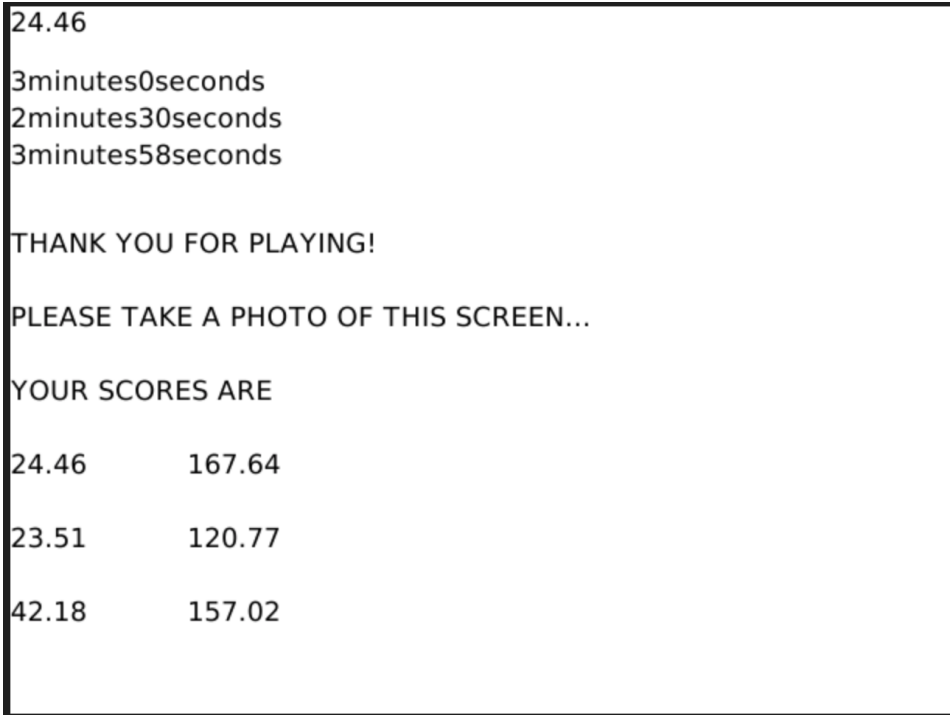 24.46
3minutes0seconds
2minutes30seconds
3minutes58seconds
THANK YOU FOR PLAYING!
PLEASE TAKE A PHOTO OF THIS SCREEN...
YOUR SCORES ARE
24.46 167.64
23.51 120.77
42.18 157.02